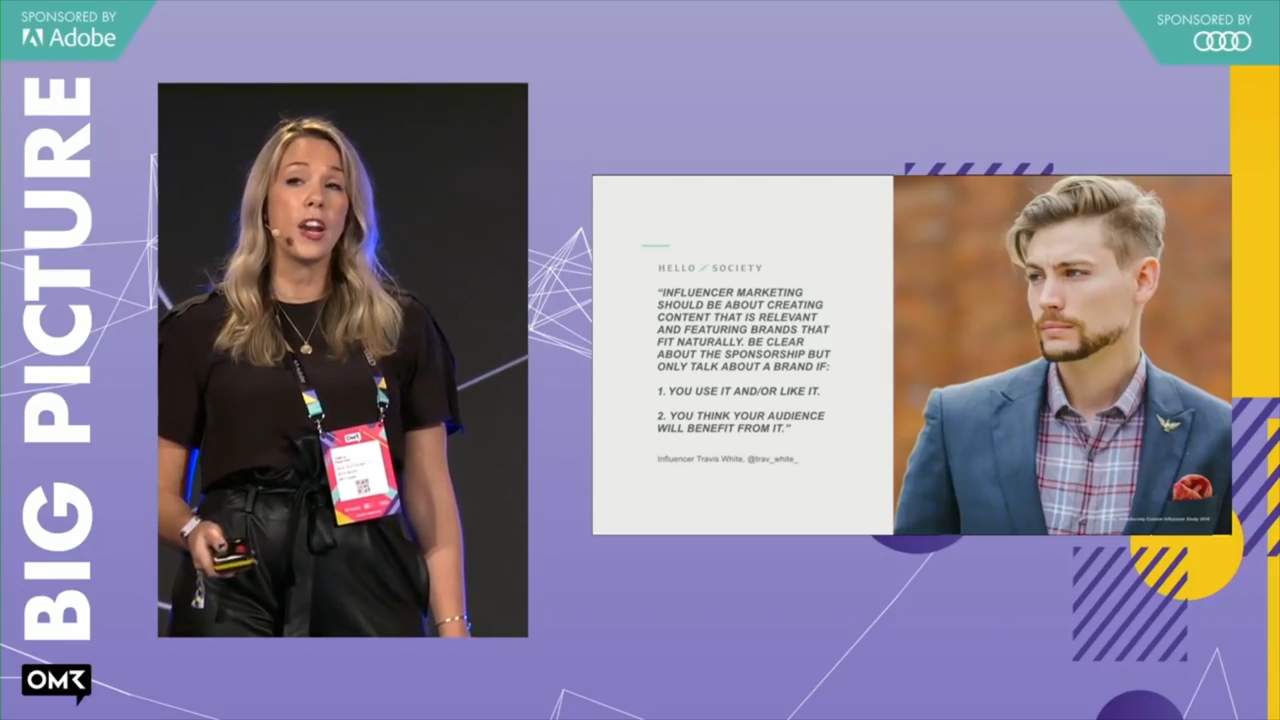 SPONSORED BY
Adobe
SPONSORED BY
BIG PICTURE
OMR
OMR
HELLO SOCIETY
“INFLUENCER MARKETING
SHOULD BE ABOUT CREATING
CONTENT THAT IS RELEVANT
AND FEATURING BRANDS THAT
FIT NATURALLY. BE CLEAR
ABOUT THE SPONSORSHIP BUT
ONLY TALK ABOUT A BRAND IF:
1. YOU USE IT AND/OR LIKE IT.
2. YOU THINK YOUR AUDIENCE
WILL BENEFIT FROM IT.”
Influencer Travis White, @trav_white_